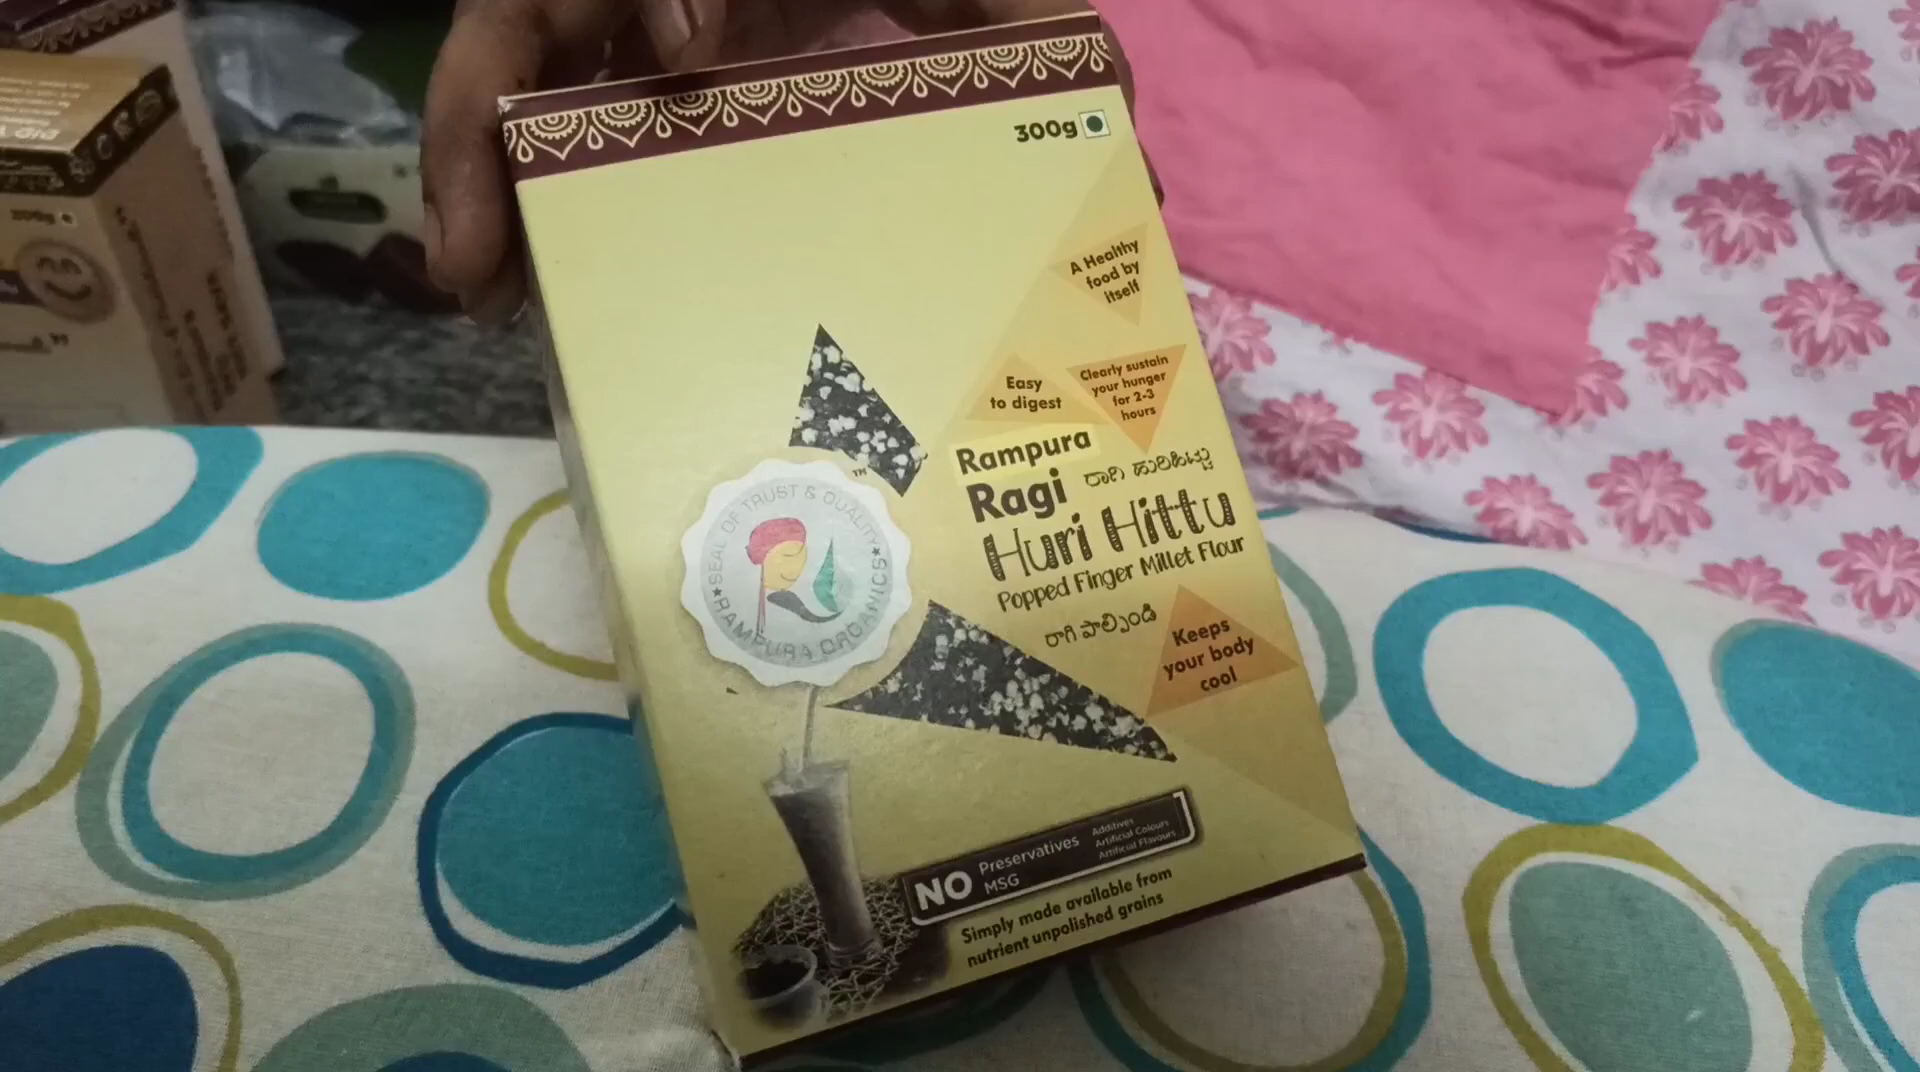 300g
A Healthy
food by
itself
Easy
to digest
Clearly sustain
your hunger
for 2-3
hours
Rampura
Ragi ರಾಗಿ ಹುರಿಹಿಟ್ಟು
Huri Hittu
Popped Finger Millet Flour
రాగి పాప్పిండి
Keeps
your body
cool
TM
★SEAL OF TRUST & QUALITY★
RAMPURA ORGANICS
NO
Preservatives
MSG
Additives
Artificial Colours
Artificial Flavours
Simply made available from
nutrient unpolished grains
300g